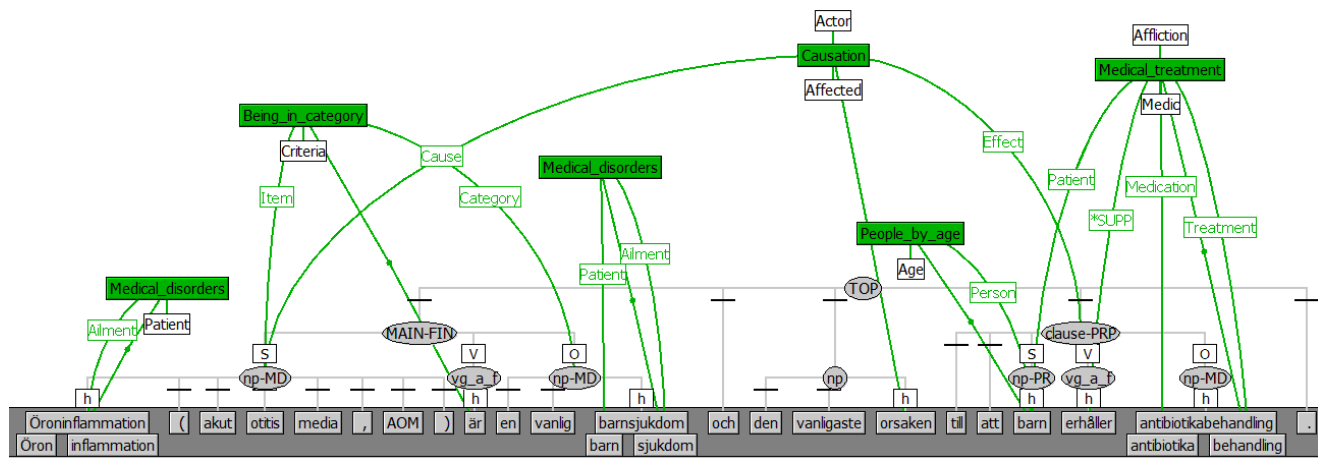 Actor
Causation
Affected
Affliction
Medical_treatment
Medic
Being_in_category
Criteria
Cause
Effect
Medical_disorders
Item
Category
Patient
Medication
*SUPP
Treatment
People_by_age
Age
Ailment
Patient
Medical_disorders
Patient
Ailment
TOP
Person
MAIN-FIN
clause-PRP
S V O S V O
np-MD vg_a_f np-MD np np-PR vg_a_f np-MD
h h h h h h h
Öroninflammation ( akut otitis media , AOM ) är en vanlig barnsjukdom och den vanligaste orsaken till att barn erhåller antibiotikabehandling .
Öron inflammation barn sjukdom antibiotika behandling